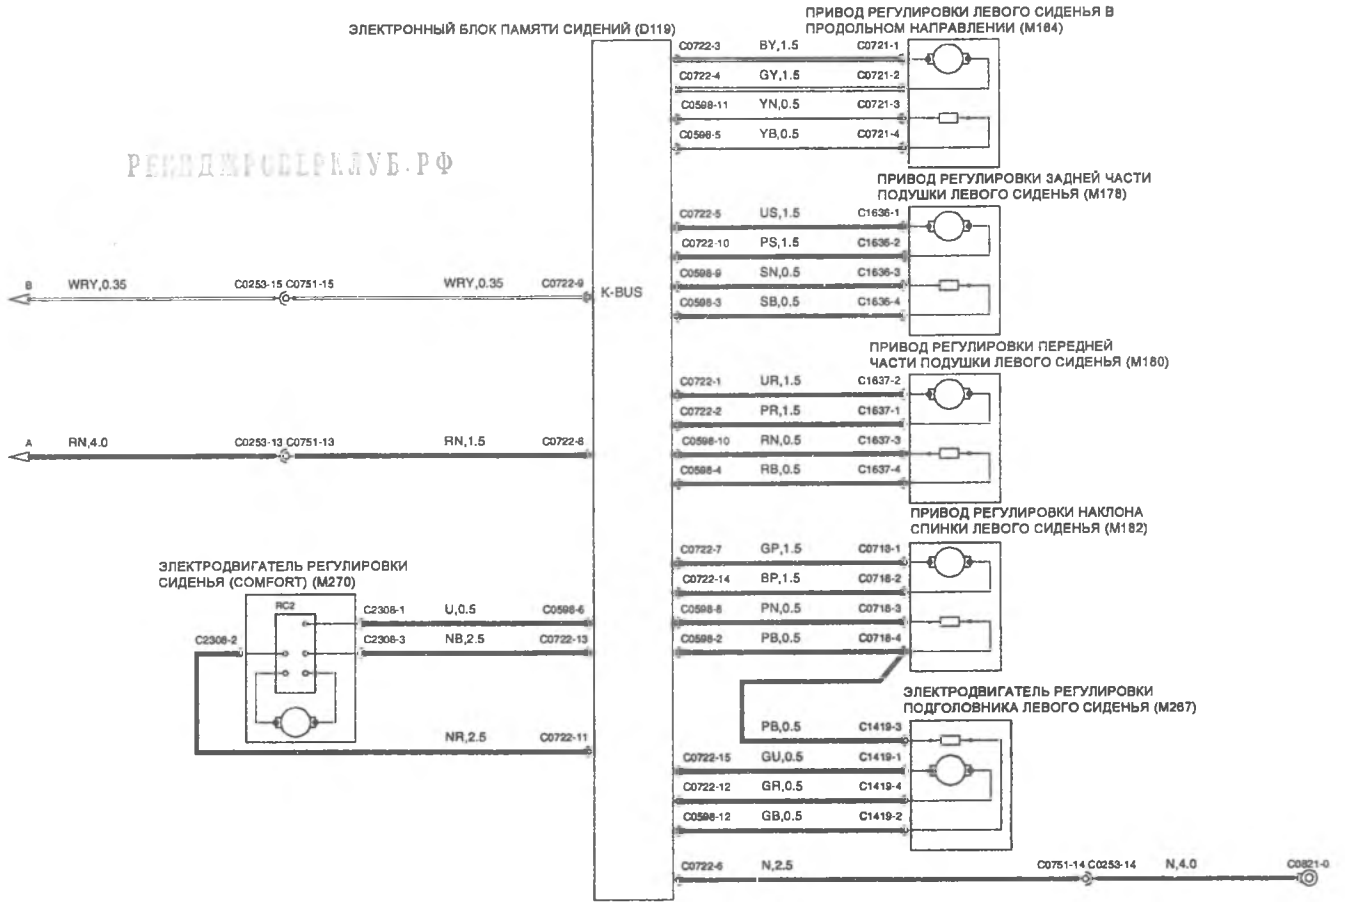 ПРИВОД РЕГУЛИРОВКИ ЛЕВОГО СИДЕНЬЯ В
ПРОДОЛЬНОМ НАПРАВЛЕНИИ (M184)
ЭЛЕКТРОННЫЙ БЛОК ПАМЯТИ СИДЕНИЙ (D119)
C0722-3 BY,1.5 C0721-1
C0722-4 GY,1.5 C0721-2
C0598-11 YN,0.5 C0721-3
C0598-5 YB,0.5 C0721-4
ПРИВОД РЕГУЛИРОВКИ ЗАДНЕЙ ЧАСТИ
ПОДУШКИ ЛЕВОГО СИДЕНЬЯ (M178)
C0722-5 US,1.5 C1636-1
C0722-10 PS,1.5 C1636-2
C0598-9 SN,0.5 C1636-3
C0598-3 SB,0.5 C1636-4
B WRY,0.35 C0253-15 C0751-15 WRY,0.35 C0722-9
K-BUS
ПРИВОД РЕГУЛИРОВКИ ПЕРЕДНЕЙ
ЧАСТИ ПОДУШКИ ЛЕВОГО СИДЕНЬЯ (M180)
C0722-1 UR,1.5 C1637-2
C0722-2 PR,1.5 C1637-1
C0598-10 RN,0.5 C1637-3
C0598-4 RB,0.5 C1637-4
A RN,4.0 C0253-13 C0751-13 RN,1.5 C0722-8
ПРИВОД РЕГУЛИРОВКИ НАКЛОНА
СПИНКИ ЛЕВОГО СИДЕНЬЯ (M182)
C0722-7 GP,1.5 C0718-1
C0722-14 BP,1.5 C0718-2
C0598-8 PN,0.5 C0718-3
C0598-2 PB,0.5 C0718-4
ЭЛЕКТРОДВИГАТЕЛЬ РЕГУЛИРОВКИ
СИДЕНЬЯ (COMFORT) (M270)
RC2
C2308-1 U,0.5 C0598-6
C2308-2
C2308-3 NB,2.5 C0722-13
NR,2.5 C0722-11
ЭЛЕКТРОДВИГАТЕЛЬ РЕГУЛИРОВКИ
ПОДГОЛОВНИКА ЛЕВОГО СИДЕНЬЯ (M267)
PB,0.5 C1419-3
C0722-15 GU,0.5 C1419-1
C0722-12 GR,0.5 C1419-4
C0598-12 GB,0.5 C1419-2
C0722-6 N,2.5 C0751-14 C0253-14 N,4.0 C0821-0